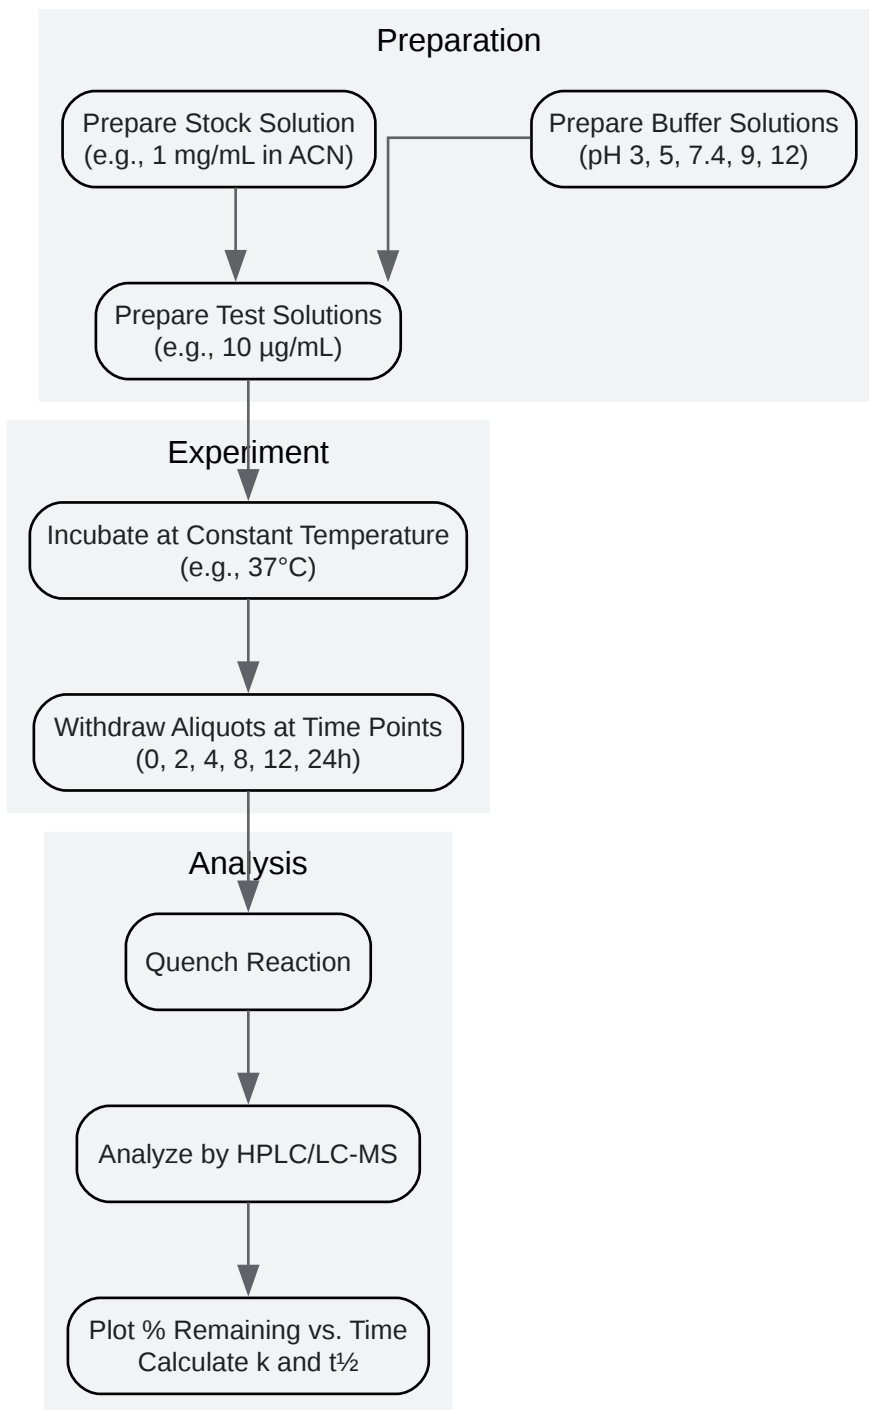 Preparation
Prepare Stock Solution
(e.g., 1 mg/mL in ACN)
Prepare Buffer Solutions
(pH 3, 5, 7.4, 9, 12)
Prepare Test Solutions
(e.g., 10 µg/mL)
Experiment
Incubate at Constant Temperature
(e.g., 37°C)
Withdraw Aliquots at Time Points
(0, 2, 4, 8, 12, 24h)
Analysis
Quench Reaction
Analyze by HPLC/LC-MS
Plot % Remaining vs. Time
Calculate k and t½